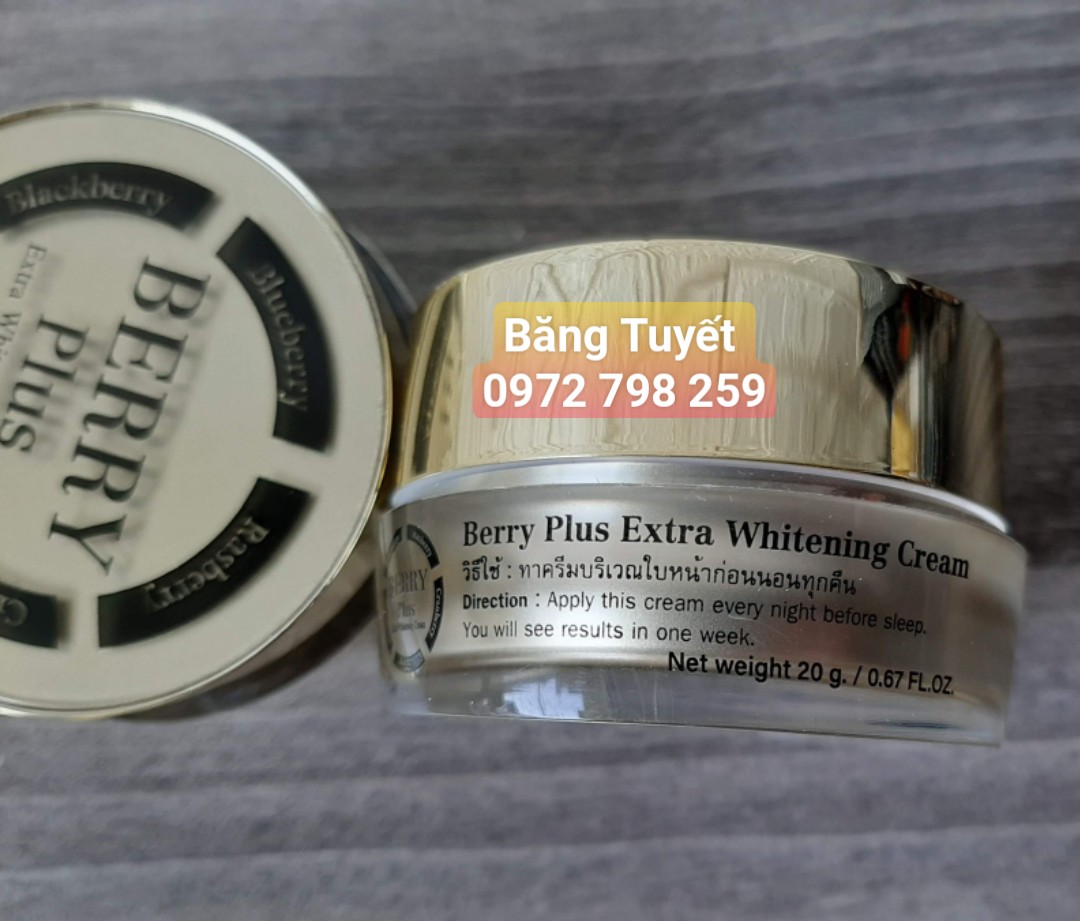 Blackberry
Blueberry
Rasberry
BERRY
Plus
Extra
Băng Tuyết
0972 798 259
Berry Plus Extra Whitening Cream
วิธีใช้ : ทาครีมบริเวณใบหน้าก่อนนอนทุกคืน
Direction : Apply this cream every night before sleep.
You will see results in one week.
Net weight 20 g. / 0.67 FL.OZ.
BERRY
Plus